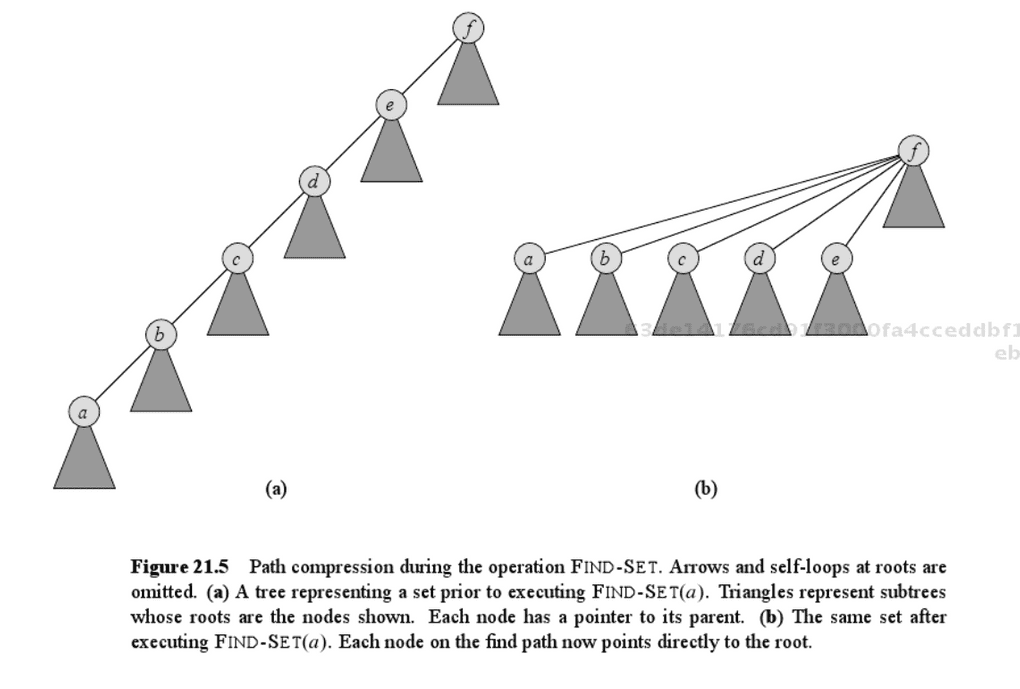 f
e
d
c
b
a
f
a
b
c
d
e
63de14176cd01f3000fa4cceddbf1
eb
(a)
(b)
Figure 21.5 Path compression during the operation FIND-SET. Arrows and self-loops at roots are
omitted. (a) A tree representing a set prior to executing FIND-SET(a). Triangles represent subtrees
whose roots are the nodes shown. Each node has a pointer to its parent. (b) The same set after
executing FIND-SET(a). Each node on the find path now points directly to the root.